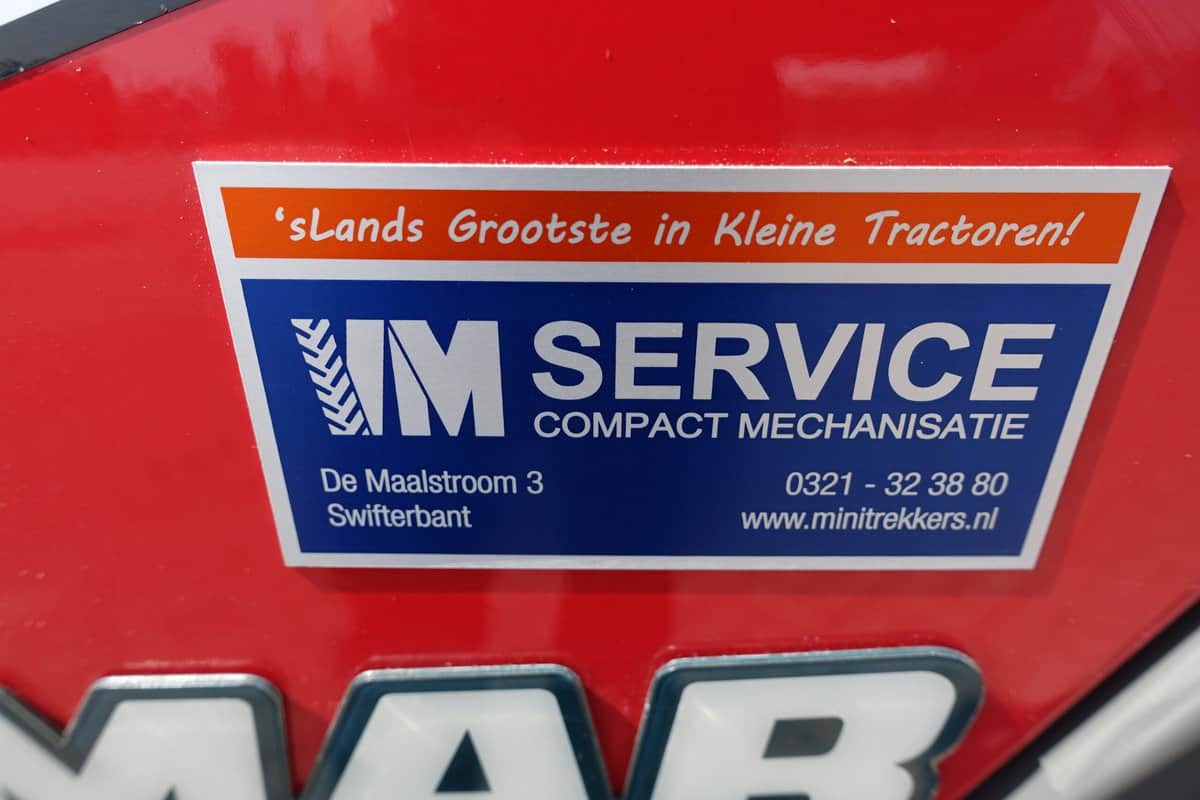 ‘sLands Grootste in Kleine Tractoren!
IM SERVICE
COMPACT MECHANISATIE
De Maalstroom 3
Swifterbant
0321 - 32 38 80
www.minitrekkers.nl